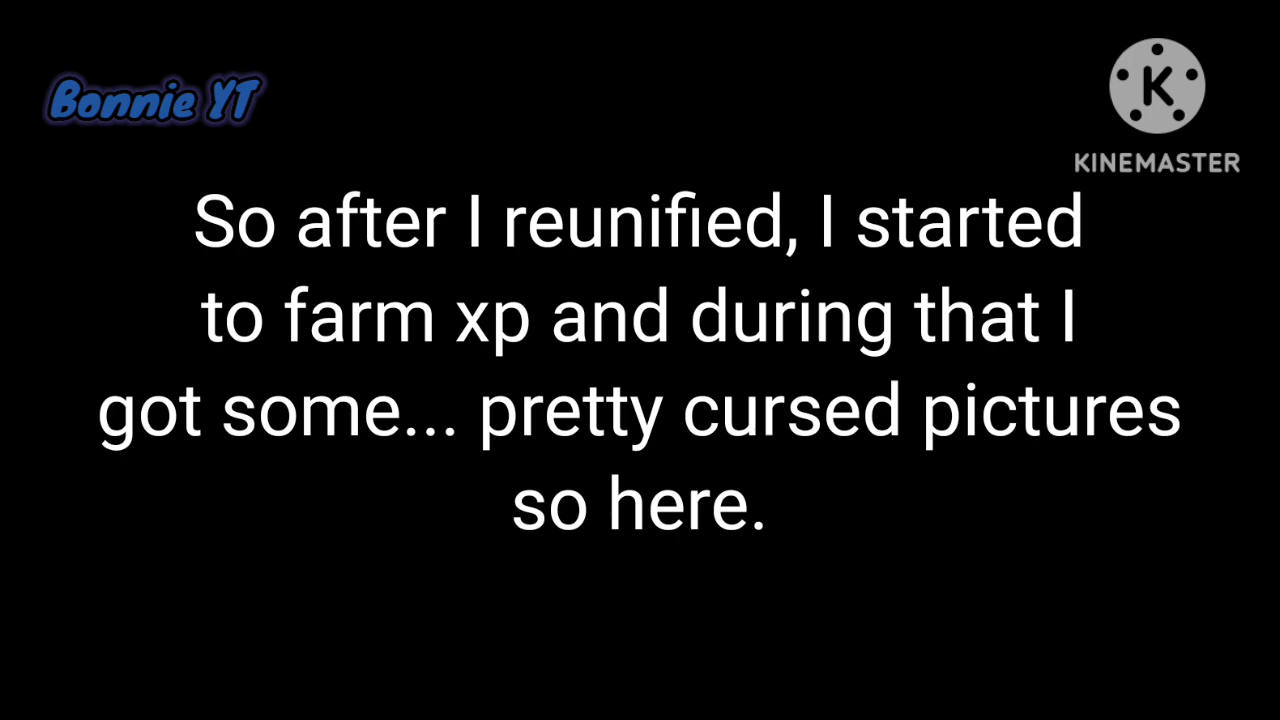 Bonnie YT
K
KINEMASTER
So after I reunified, I started
to farm xp and during that I
got some... pretty cursed pictures
so here.